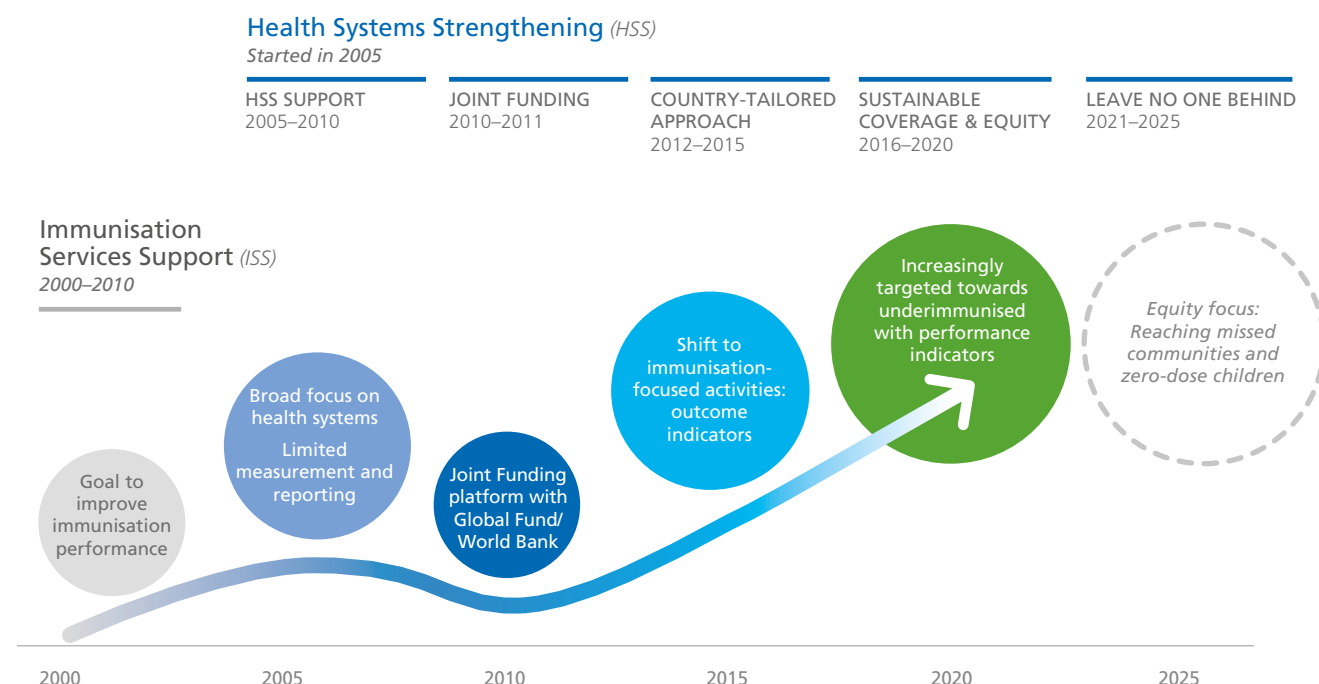 Health Systems Strengthening (HSS)
Started in 2005
HSS SUPPORT
2005–2010
JOINT FUNDING
2010–2011
COUNTRY-TAILORED
APPROACH
2012–2015
SUSTAINABLE
COVERAGE & EQUITY
2016–2020
LEAVE NO ONE BEHIND
2021–2025
Immunisation
Services Support (ISS)
2000–2010
Goal to
improve
immunisation
performance
Broad focus on
health systems
Limited
measurement and
reporting
Joint Funding
platform with
Global Fund/
World Bank
Shift to
immunisation-
focused activities:
outcome
indicators
Increasingly
targeted towards
underimmunised
with performance
indicators
Equity focus:
Reaching missed
communities and
zero-dose children
2000
2005
2010
2015
2020
2025